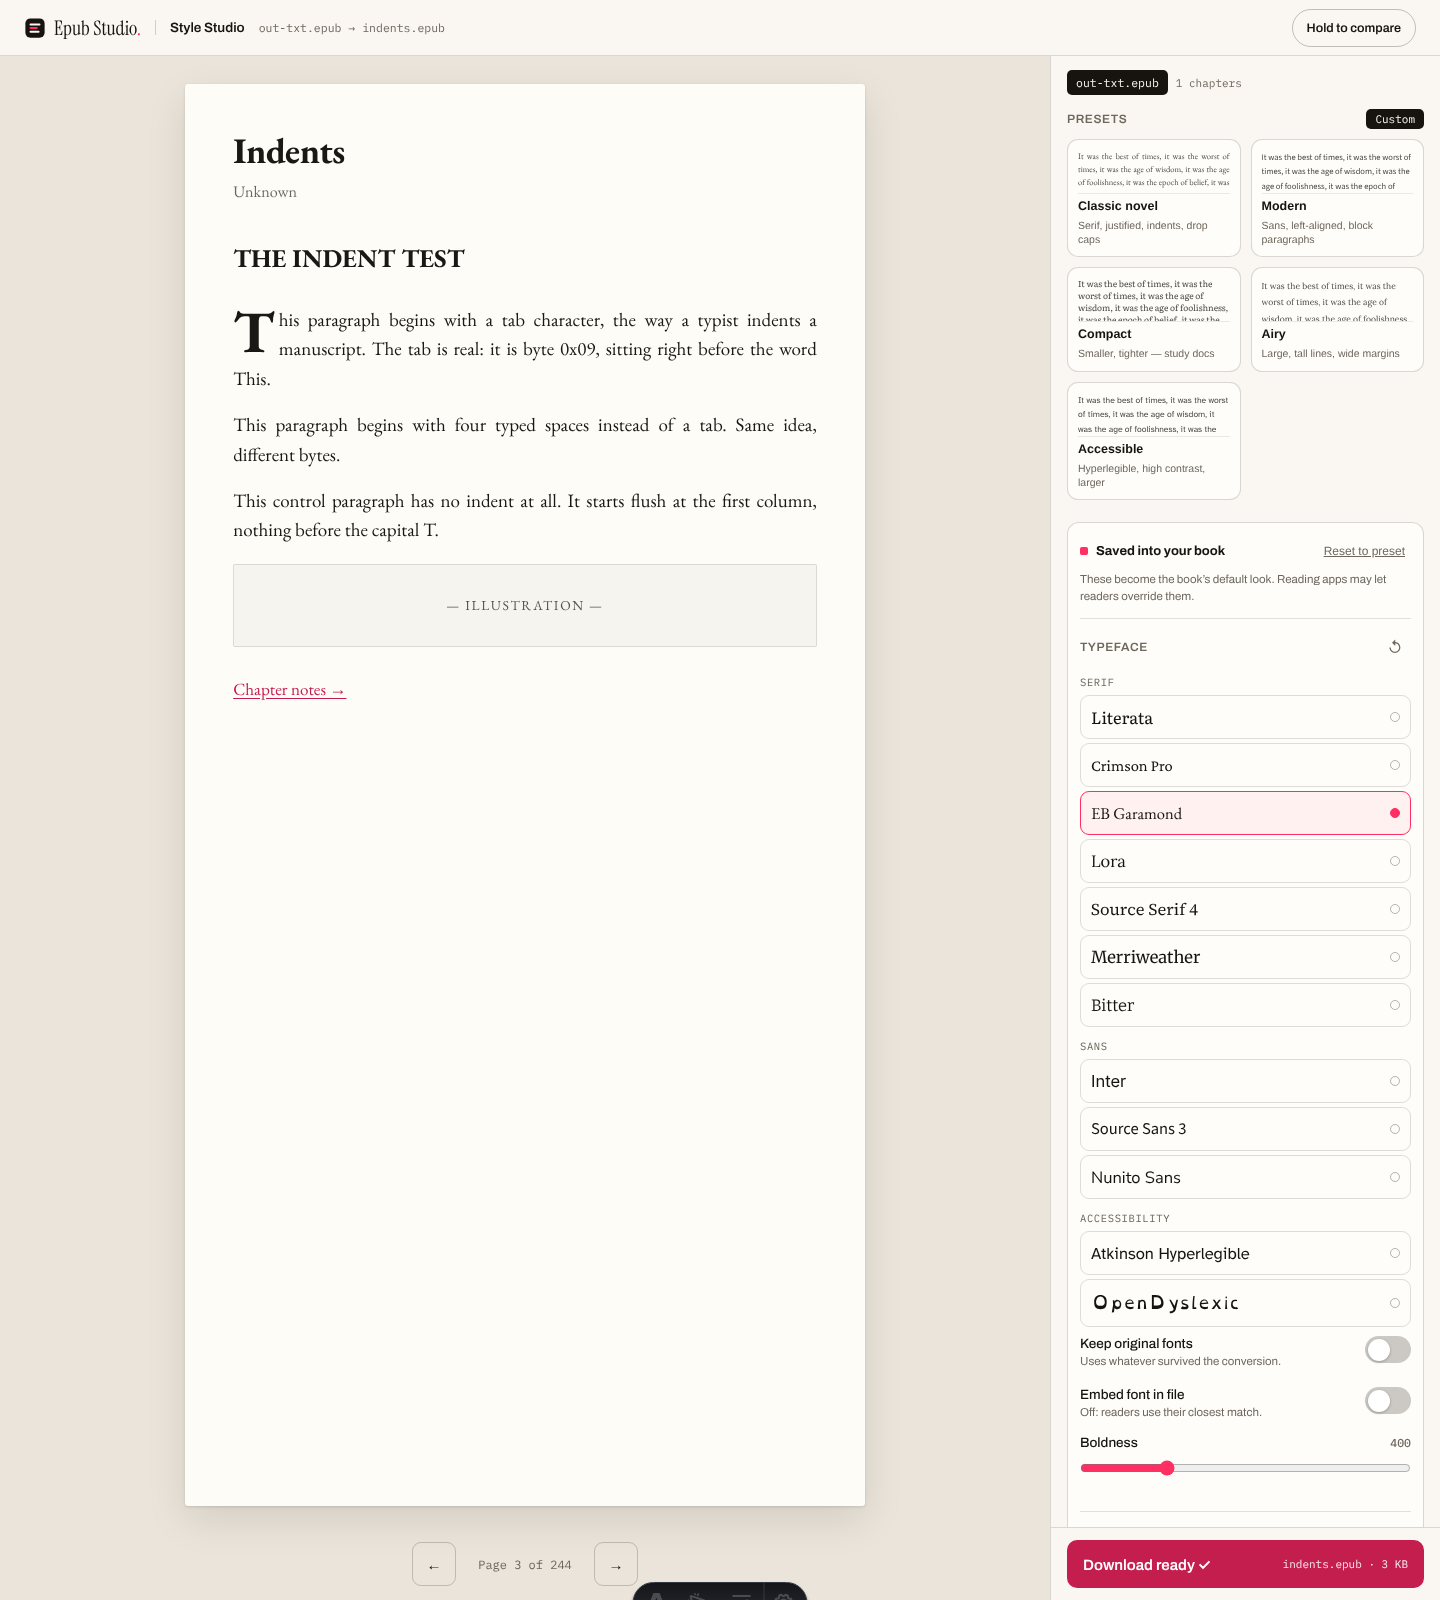 Epub Studio.
Style Studio
out-txt.epub → indents.epub
Hold to compare
Indents
Unknown
THE INDENT TEST
This paragraph begins with a tab character, the way a typist indents a
manuscript. The tab is real: it is byte 0x09, sitting right before the word
This.
This paragraph begins with four typed spaces instead of a tab. Same idea,
different bytes.
This control paragraph has no indent at all. It starts flush at the first column,
nothing before the capital T.
— ILLUSTRATION —
Chapter notes →
← Page 3 of 244 →
out-txt.epub 1 chapters
PRESETS
Custom
It was the best of times, it was the worst of
times, it was the age of wisdom, it was the age
of foolishness, it was the epoch of belief, it was
Classic novel
Serif, justified, indents, drop
caps
It was the best of times, it was the worst of
times, it was the age of wisdom, it was the
age of foolishness, it was the epoch of
Modern
Sans, left-aligned, block
paragraphs
It was the best of times, it was the
worst of times, it was the age of
wisdom, it was the age of foolishness,
it was the epoch of belief, it was the
Compact
Smaller, tighter — study docs
It was the best of times, it was the
worst of times, it was the age of
wisdom, it was the age of foolishness,
Airy
Large, tall lines, wide margins
It was the best of times, it was the worst
of times, it was the age of wisdom, it
was the age of foolishness, it was the
Accessible
Hyperlegible, high contrast,
larger
Saved into your book
Reset to preset
These become the book’s default look. Reading apps may let
readers override them.
TYPEFACE
SERIF
Literata
Crimson Pro
EB Garamond
Lora
Source Serif 4
Merriweather
Bitter
SANS
Inter
Source Sans 3
Nunito Sans
ACCESSIBILITY
Atkinson Hyperlegible
OpenDyslexic
Keep original fonts
Uses whatever survived the conversion.
Embed font in file
Off: readers use their closest match.
Boldness
400
Download ready ✓
indents.epub · 3 KB